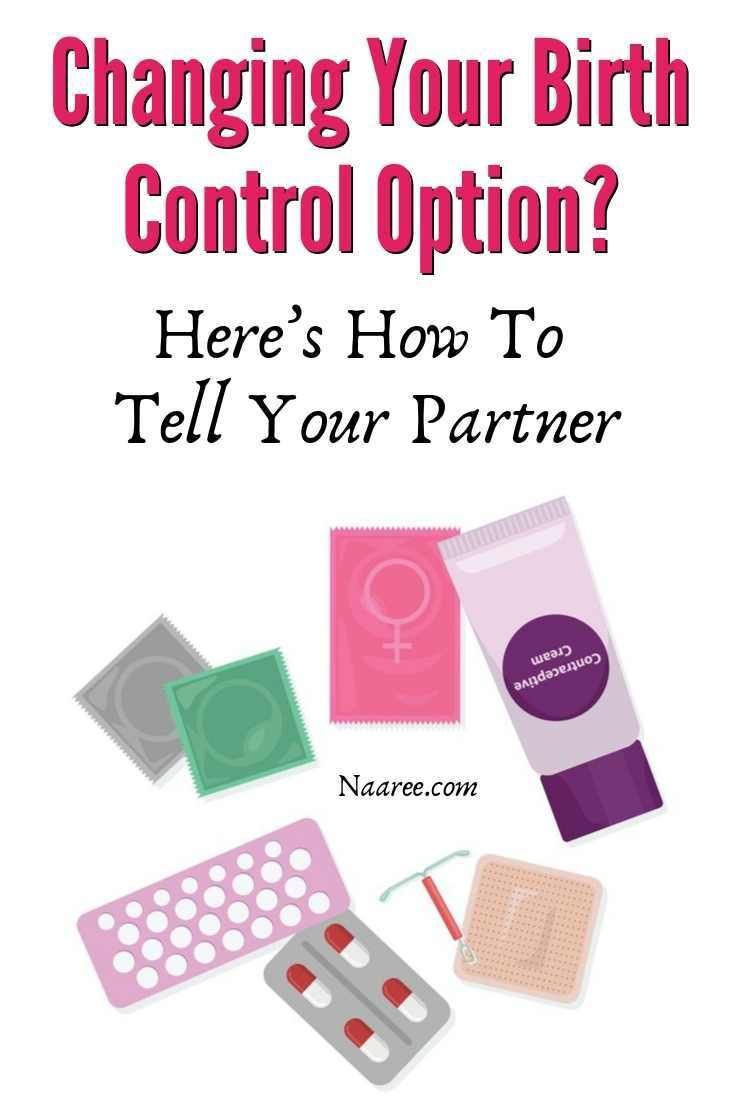 Changing Your Birth
Control Option?
Here's How To
Tell Your Partner
Contraceptive
Cream
Naaree.com